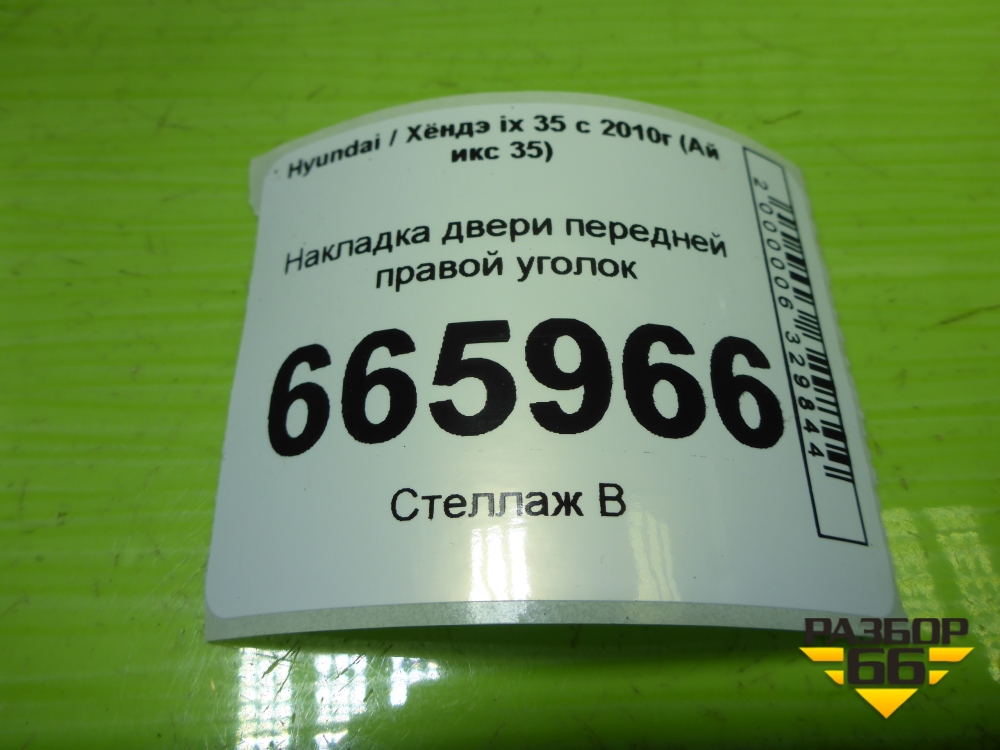 Hyundai / Хёндэ ix 35 с 2010г (Ай
икс 35)
Накладка двери передней
правой уголок
665966
Стеллаж В
2000006329844
РАЗБОР
66